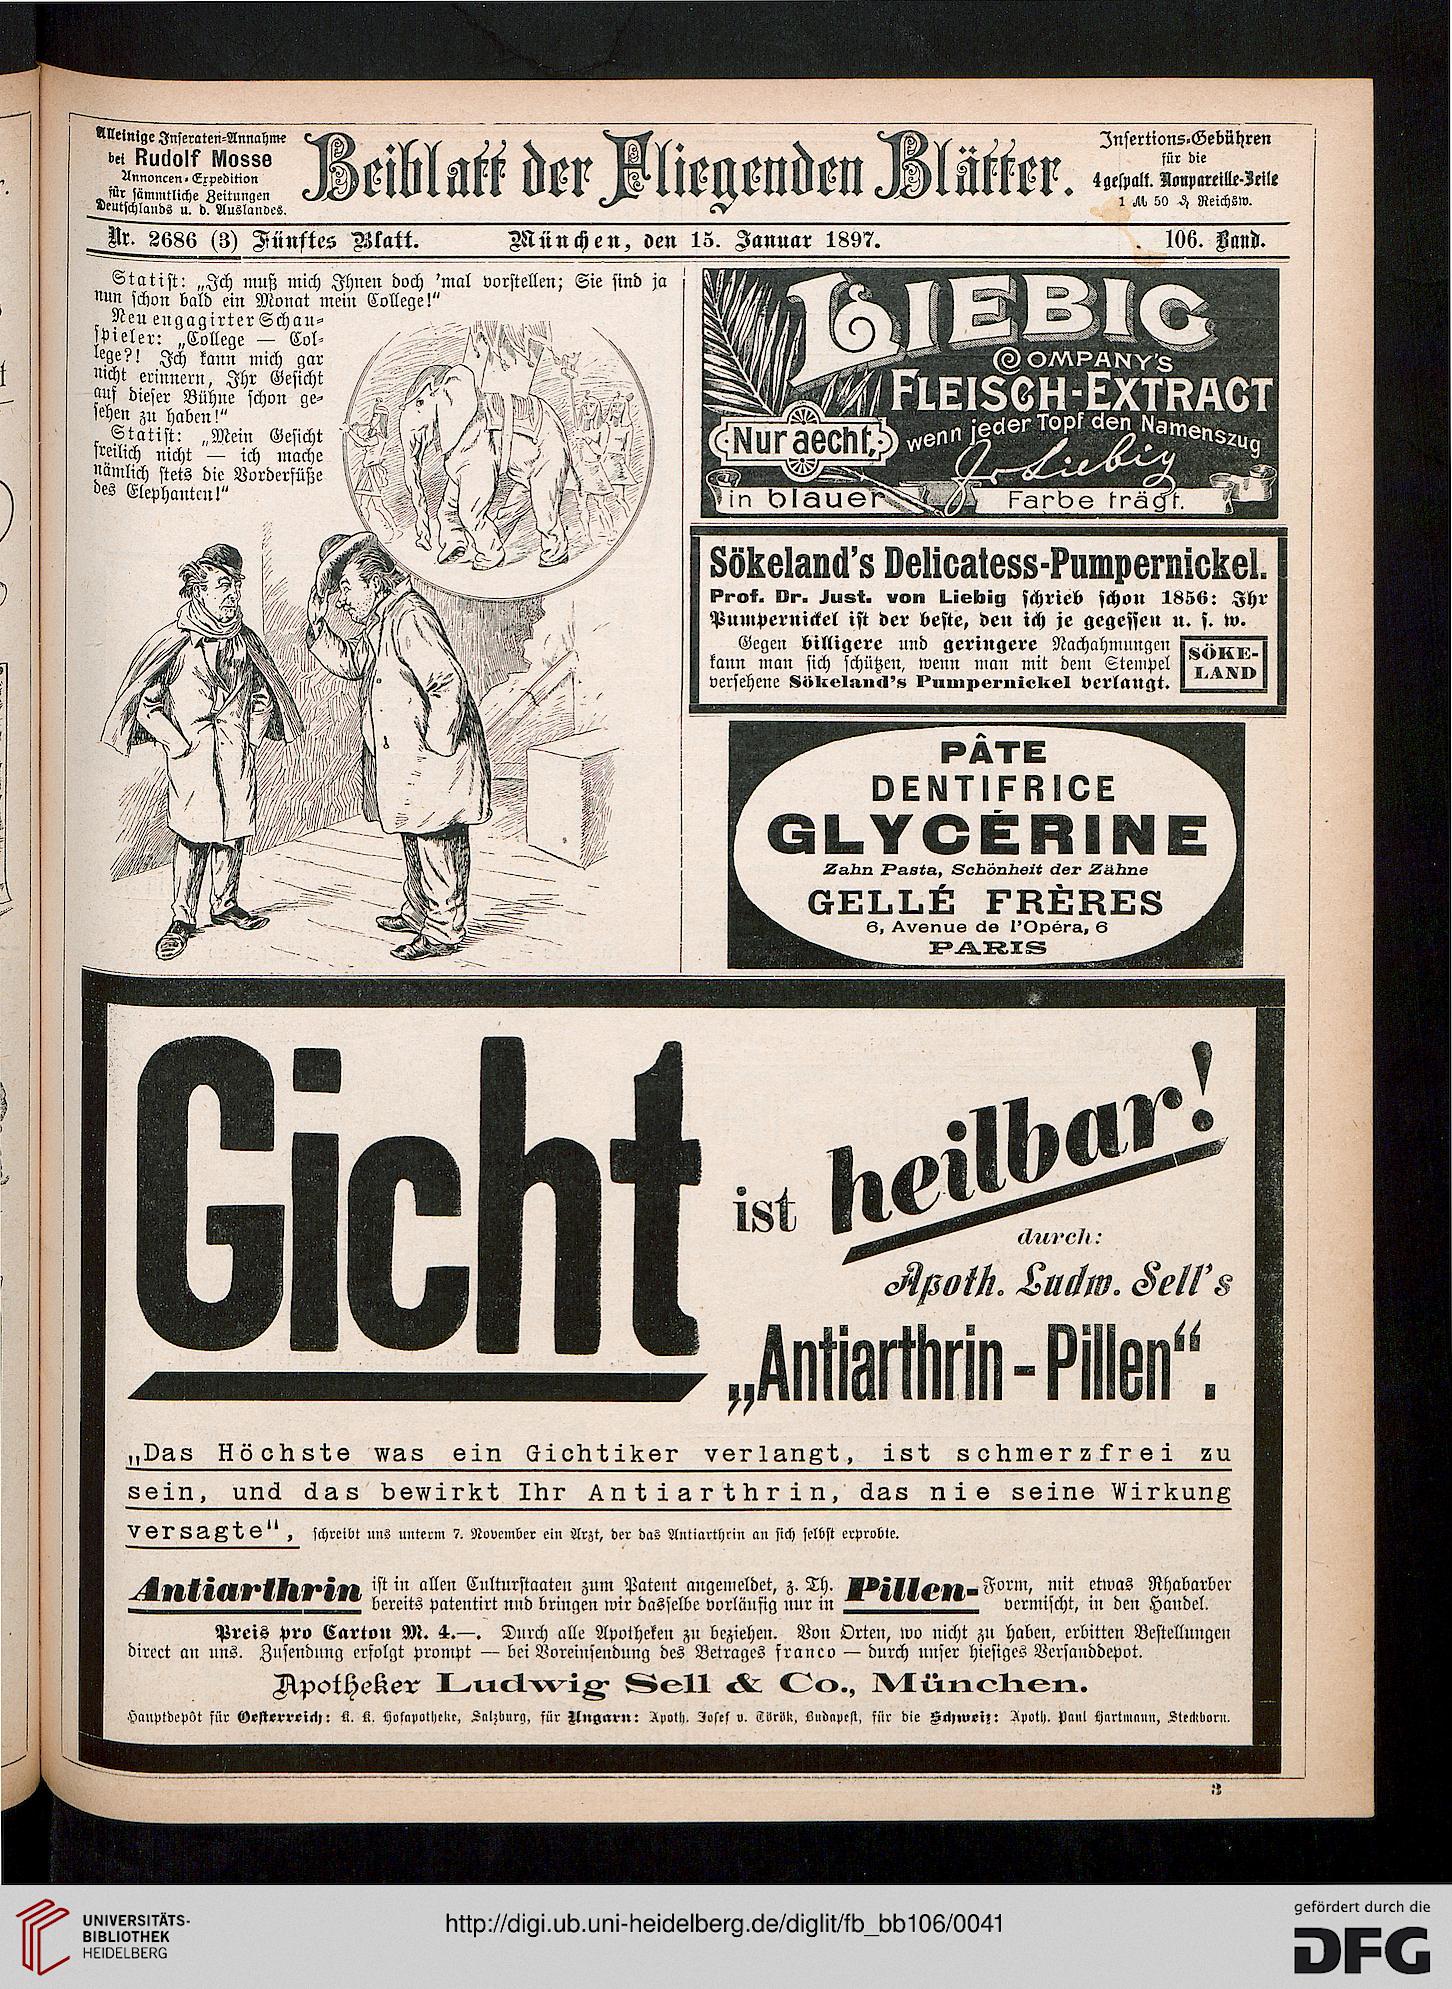 Alleinige Inseraten-Annahme
bei Rudolf Mosse
Annoncen-Expedition
für sämmtliche Zeitungen
Deutschlands u. d. Auslandes.
Beiblatt der Fliegenden Blätter.
Insertions-Gebühren
für die
4 gespalt. Nonpareille-Zeile
1 ℳ 50 ₰ Reichsw.
Nr. 2686 (3) Fünftes Blatt. München, den 15. Januar 1897. 106. Band.
Statist: „Ich muß mich Ihnen doch 'mal vorstellen; Sie sind ja
nun schon bald ein Monat mein College!"
Neuengagirter Schau-
spieler: „College — Col-
lege?! Ich kann mich gar
nicht erinnern, Ihr Gesicht
auf dieser Bühne schon ge-
sehen zu haben!"
Statist: „Mein Gesicht
freilich nicht — ich mache
nämlich stets die Vorderfüße
des Elephanten!"
LIEBIG
COMPANY'S
FLEISCH-EXTRACT
Nur aecht,
wenn jeder Topf den Namenszug
J v Liebig
in blauer Farbe trägt.
Sökeland's Delicatess-Pumpernickel.
Prof. Dr. Just. von Liebig schrieb schon 1856: Ihr
Pumpernickel ist der beste, den ich je gegessen u. s. w.
Gegen billigere und geringere Nachahmungen
kann man sich schützen, wenn man mit dem Stempel
versehene Sökeland's Pumpernickel verlangt.
SÖKE-
LAND
PÂTE
DENTIFRICE
GLYCÉRINE
Zahn Pasta, Schönheit der Zähne
GELLÉ FRÈRES
6, Avenue de l'Opéra, 6
PARIS
Gicht
ist heilbar!
durch:
Apoth. Ludw. Sell's
„Antiarthrin-Pillen“.
„Das Höchste was ein Gichtiker verlangt, ist schmerzfrei zu
sein, und das bewirkt Ihr Antiarthrin, das nie seine Wirkung
versagte“, schreibt uns unterm 7. November ein Arzt, der das Antiarthrin an sich selbst erprobte.
Antiarthrin ist in allen Culturstaaten zum Patent angemeldet, z. Th.
bereits patentirt und bringen wir dasselbe vorläufig nur in
Pillen-Form, mit etwas Rhabarber
vermischt, in den Handel.
Preis pro Carton M. 4.—. Durch alle Apotheken zu beziehen. Von Orten, wo nicht zu haben, erbitten Bestellungen
direct an uns. Zusendung erfolgt prompt — bei Voreinsendung des Betrages franco — durch unser hiesiges Versanddepot.
Apotheker Ludwig Sell & Co., München.
Hauptdepôt für Oesterreich: K. K. Hofapotheke, Salzburg, für Ungarn: Apoth. Josef v. Török, Budapest, für die Schweiz: Apoth. Paul Hartmann, Steckborn.
3
UNIVERSITÄTS-
BIBLIOTHEK
HEIDELBERG
http://digi.ub.uni-heidelberg.de/diglit/fb_bb106/0041
gefördert durch die
DFG